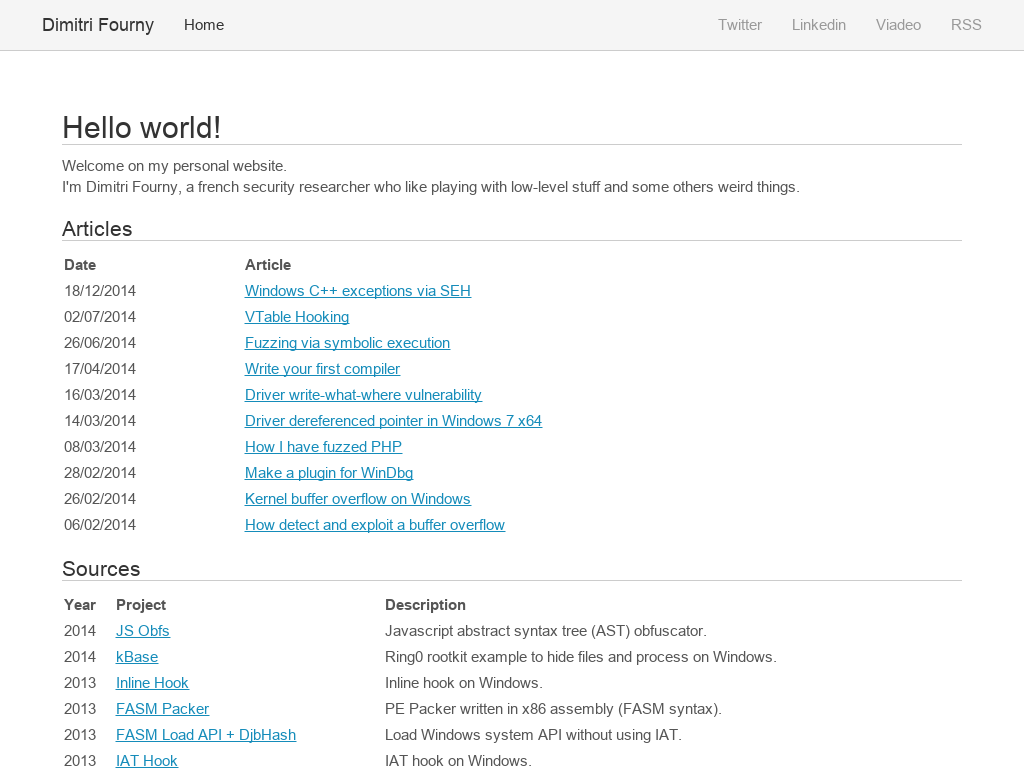 Dimitri Fourny Home Twitter Linkedin Viadeo RSS
Hello world!
Welcome on my personal website.
I'm Dimitri Fourny, a french security researcher who like playing with low-level stuff and some others weird things.
Articles
Date Article
18/12/2014 Windows C++ exceptions via SEH
02/07/2014 VTable Hooking
26/06/2014 Fuzzing via symbolic execution
17/04/2014 Write your first compiler
16/03/2014 Driver write-what-where vulnerability
14/03/2014 Driver dereferenced pointer in Windows 7 x64
08/03/2014 How I have fuzzed PHP
28/02/2014 Make a plugin for WinDbg
26/02/2014 Kernel buffer overflow on Windows
06/02/2014 How detect and exploit a buffer overflow
Sources
Year Project Description
2014 JS Obfs Javascript abstract syntax tree (AST) obfuscator.
2014 kBase Ring0 rootkit example to hide files and process on Windows.
2013 Inline Hook Inline hook on Windows.
2013 FASM Packer PE Packer written in x86 assembly (FASM syntax).
2013 FASM Load API + DjbHash Load Windows system API without using IAT.
2013 IAT Hook IAT hook on Windows.